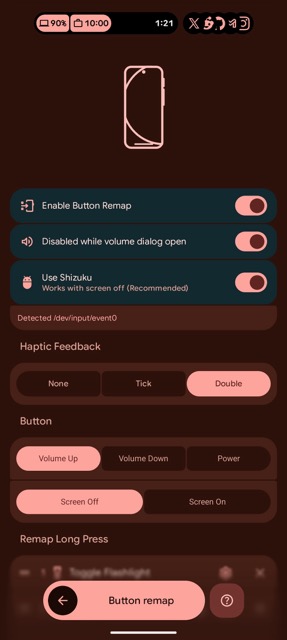 90% 10:00 1:21
Enable Button Remap
Disabled while volume dialog open
Use Shizuku
Works with screen off (Recommended)
Detected /dev/input/event0
Haptic Feedback
None Tick Double
Button
Volume Up Volume Down Power
Screen Off Screen On
Remap Long Press
1 Toggle Flashlight
Button remap